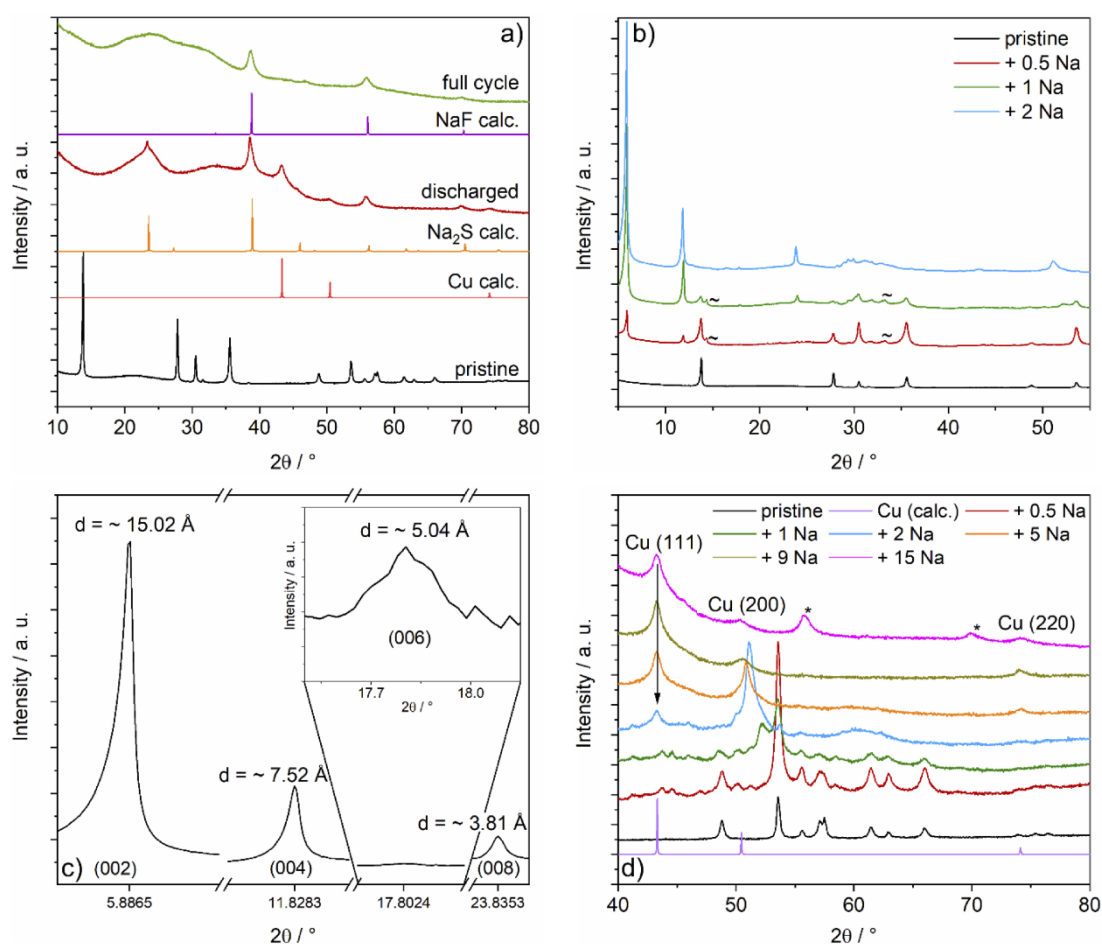 a)
full cycle
NaF calc.
discharged
Na₂S calc.
Cu calc.
pristine
Intensity / a. u.
10 20 30 40 50 60 70 80
2θ / °
b)
pristine
+ 0.5 Na
+ 1 Na
+ 2 Na
~
~
~
~
Intensity / a. u.
10 20 30 40 50
2θ / °
d = ~ 15.02 Å
d = ~ 5.04 Å
Intensity / a. u.
(006)
17.7 18.0
2θ / °
d = ~ 7.52 Å
d = ~ 3.81 Å
Intensity / a. u.
c) (002) (004) (008)
5.8865 11.8283 17.8024 23.8353
2θ / °
pristine Cu (calc.) + 0.5 Na
+ 1 Na + 2 Na + 5 Na
+ 9 Na + 15 Na
Cu (111)
Cu (200) * * Cu (220)
Intensity / a. u.
d)
40 50 60 70 80
2θ / °